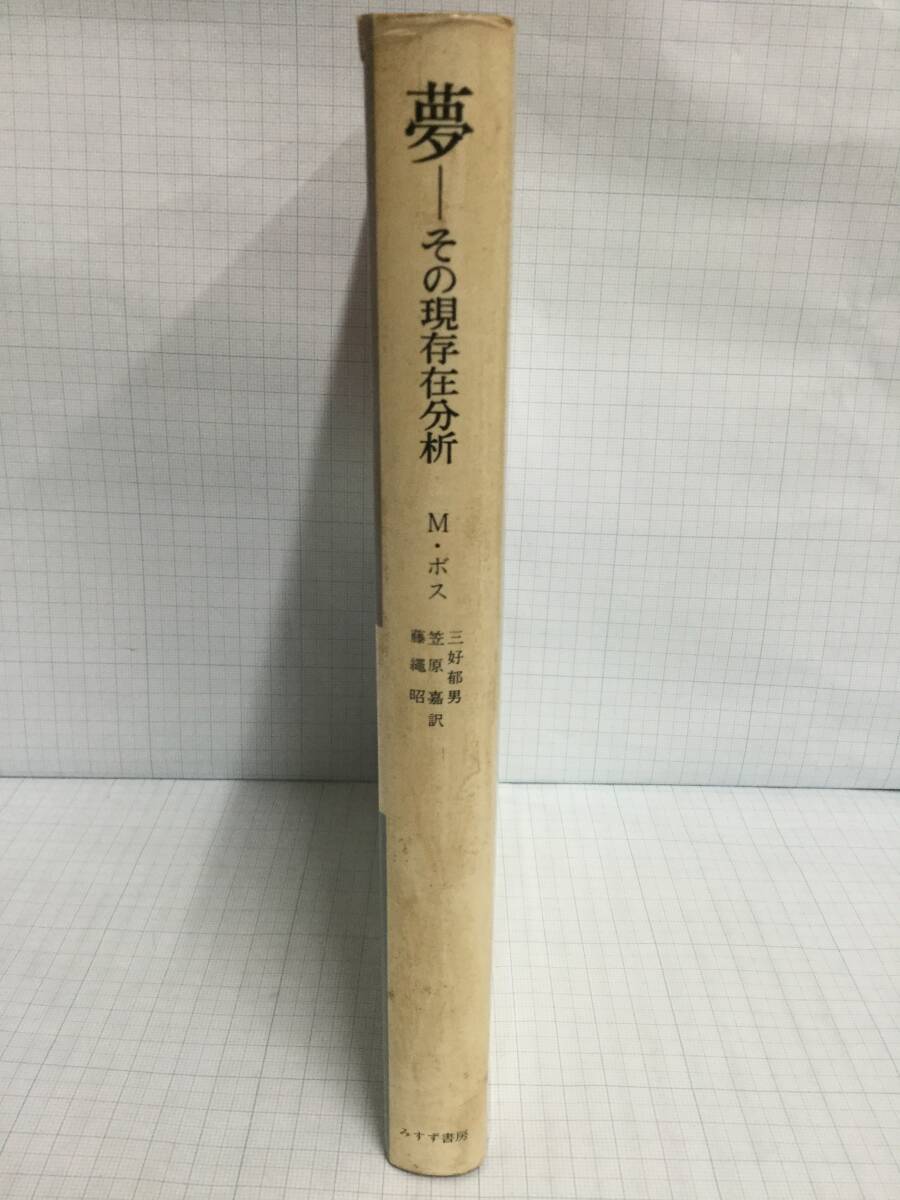 夢―その現存在分析
M・ボス
三好郁男
笠原嘉訳
藤縄昭
みすず書房